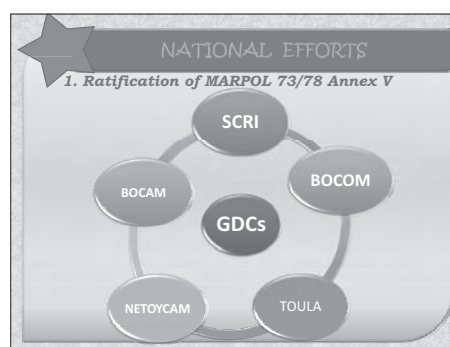 NATIONAL EFFORTS
1. Ratification of MARPOL 73/78 Annex V
SCRI
BOCAM
BOCOM
GDCs
NETOYCAM
TOULA